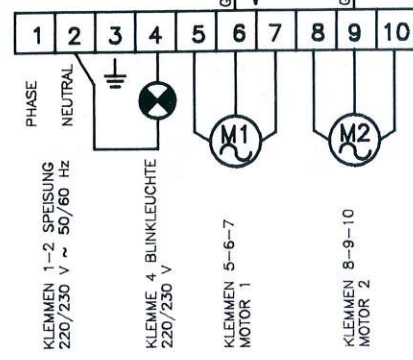 G
G
1 2 3 4 5 6 7 8 9 10
PHASE
NEUTRAL
M1
M2
KLEMMEN 1-2 SPEISUNG
220/230 V ~ 50/60 Hz
KLEMME 4 BLINKLEUCHTE
220/230 V
KLEMMEN 5-6-7
MOTOR 1
KLEMMEN 8-9-10
MOTOR 2